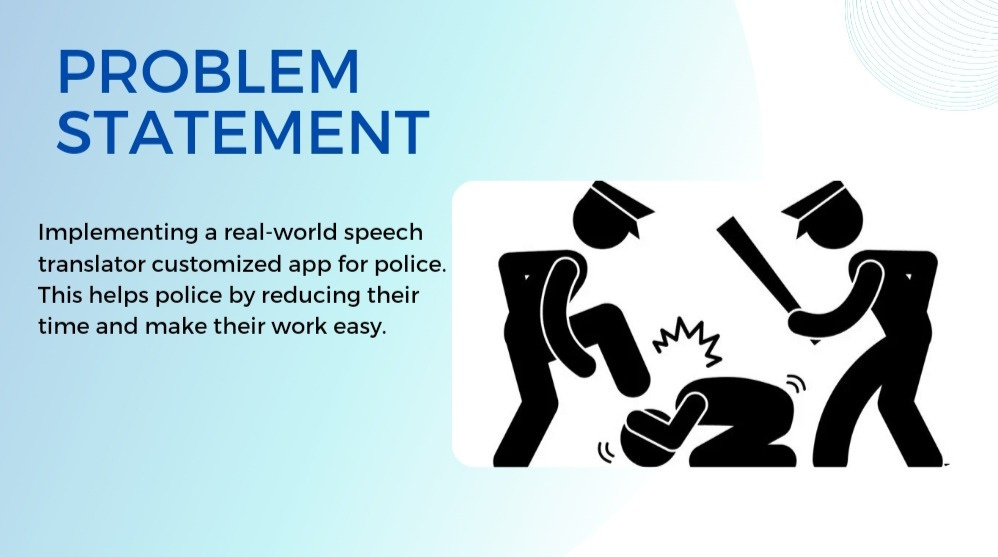 PROBLEM
STATEMENT
Implementing a real-world speech
translator customized app for police.
This helps police by reducing their
time and make their work easy.